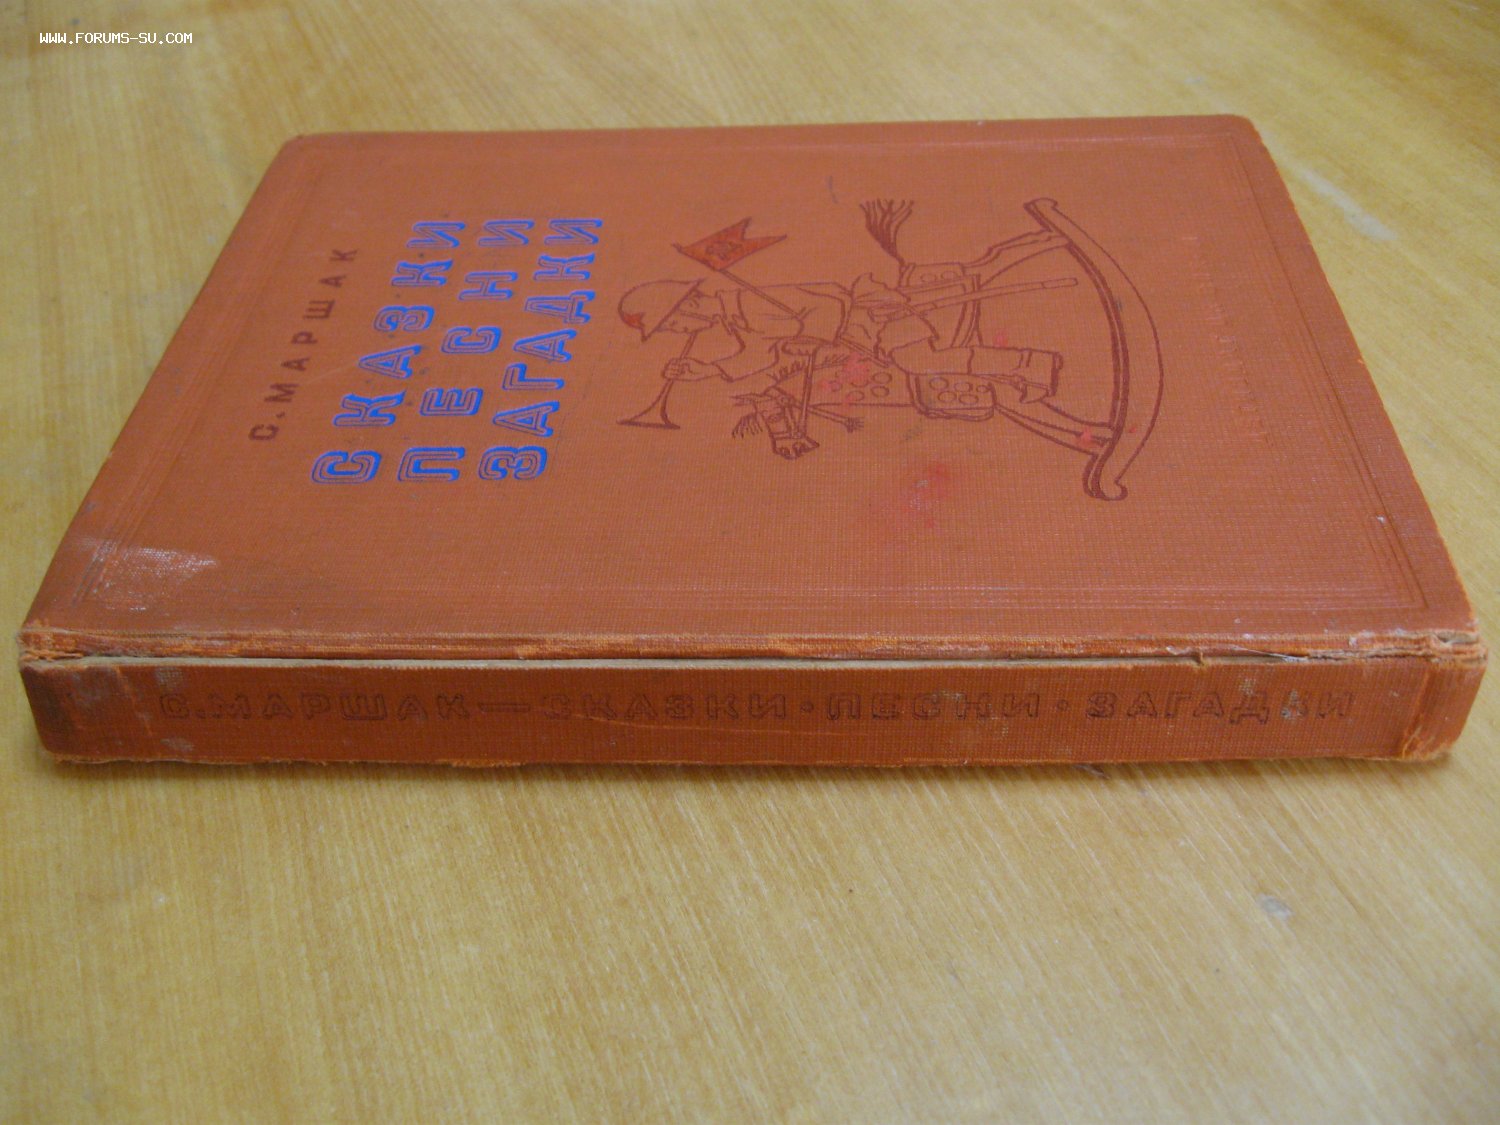 WWW.FORUMS-SU.COM
С. МАРШАК
СКАЗКИ
ПЕСНИ
ЗАГАДКИ
С. МАРШАК — СКАЗКИ · ПЕСНИ · ЗАГАДКИ